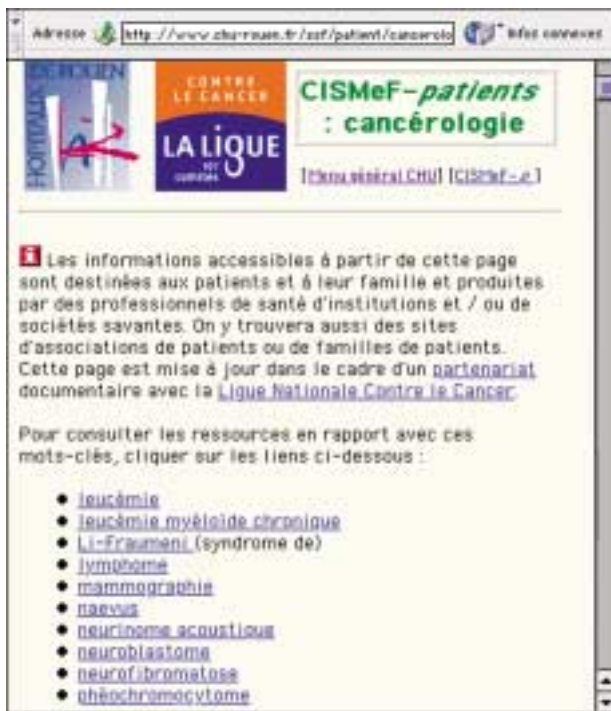 Adresse http://www.chu-rouen.fr/ssf/patient/cancerolo Infos connexes
HOPITAUX DE ROUEN
CONTRE
LE CANCER
LA LIGUE
CISMeF-patients
: cancérologie
[Menu général CHU] [CISMeF-p]
Les informations accessibles à partir de cette page
sont destinées aux patients et à leur famille et produites
par des professionnels de santé d'institutions et / ou de
sociétés savantes. On y trouvera aussi des sites
d'associations de patients ou de familles de patients.
Cette page est mise à jour dans le cadre d'un partenariat
documentaire avec la Ligue Nationale Contre le Cancer.
Pour consulter les ressources en rapport avec ces
mots-clés, cliquer sur les liens ci-dessous :
leucémie
leucémie myéloïde chronique
Li-Fraumeni (syndrome de)
lymphome
mammographie
naevus
neurinome acoustique
neuroblastome
neurofibromatose
phéochromocytome